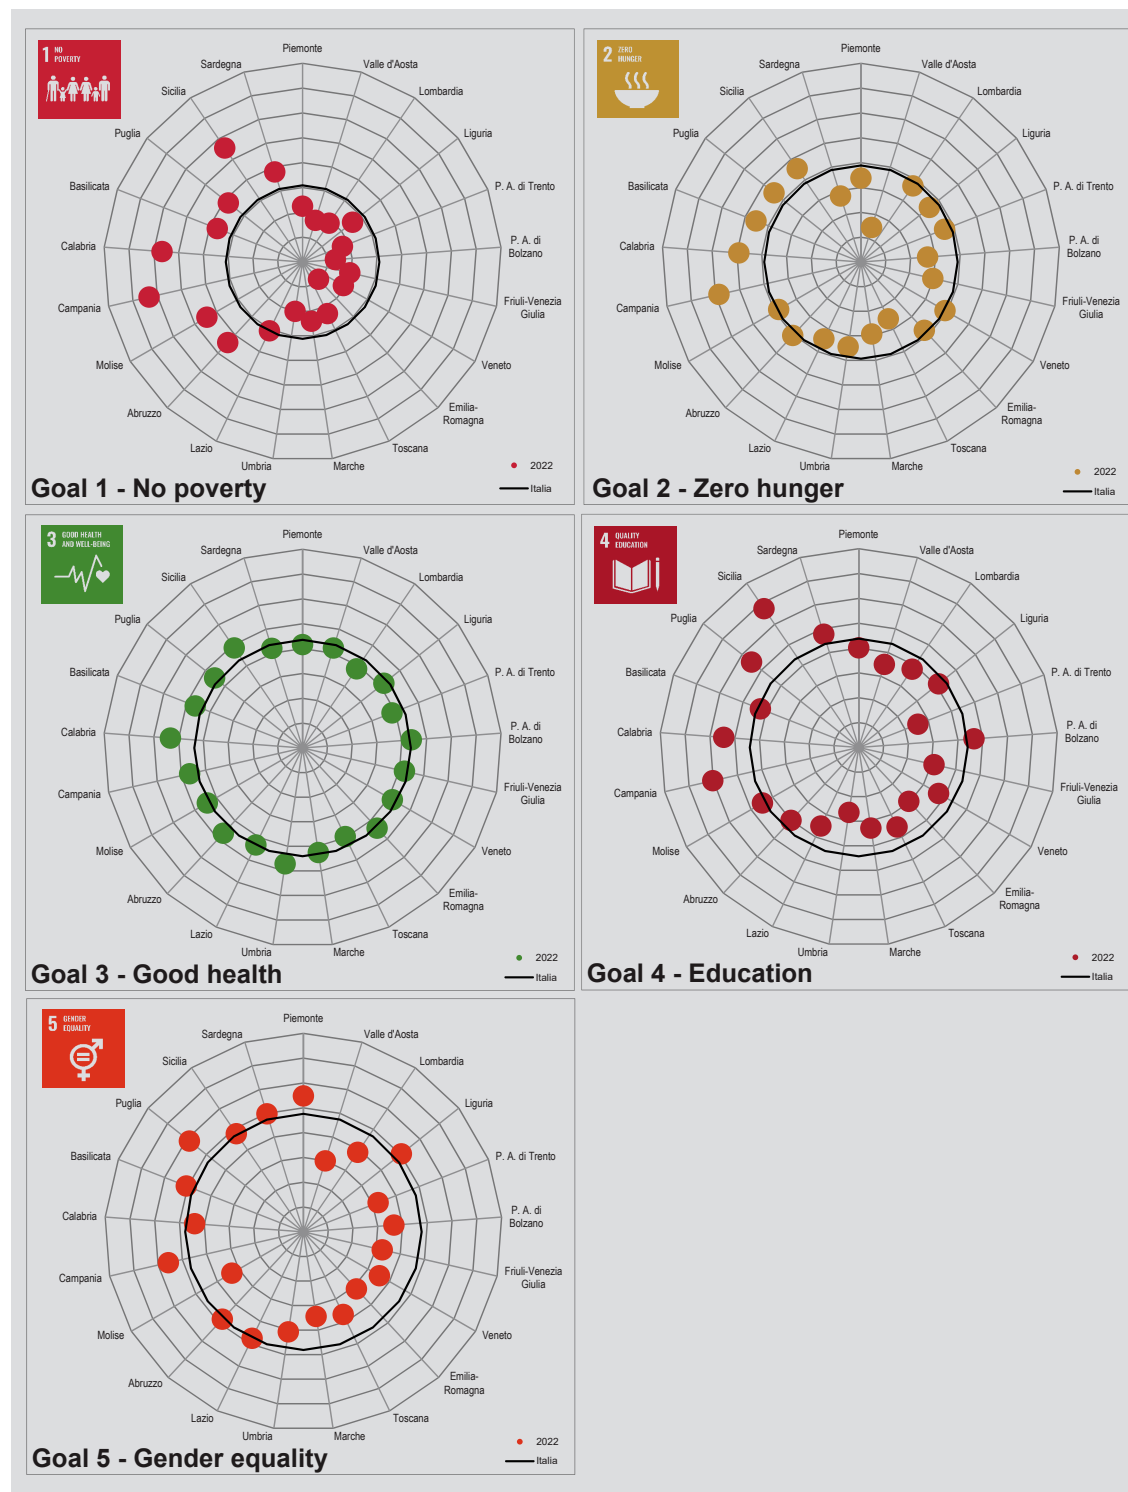 1 NO
POVERTY
Piemonte
Valle d'Aosta
Lombardia
Liguria
P. A. di Trento
P. A. di
Bolzano
Friuli-Venezia
Giulia
Veneto
Emilia-
Romagna
Toscana
Marche
Umbria
Lazio
Abruzzo
Molise
Campania
Calabria
Basilicata
Puglia
Sicilia
Sardegna
2022
Italia
Goal 1 - No poverty
2 ZERO
HUNGER
Piemonte
Valle d'Aosta
Lombardia
Liguria
P. A. di Trento
P. A. di
Bolzano
Friuli-Venezia
Giulia
Veneto
Emilia-
Romagna
Toscana
Marche
Umbria
Lazio
Abruzzo
Molise
Campania
Calabria
Basilicata
Puglia
Sicilia
Sardegna
2022
Italia
Goal 2 - Zero hunger
3 GOOD HEALTH
AND WELL-BEING
Piemonte
Valle d'Aosta
Lombardia
Liguria
P. A. di Trento
P. A. di
Bolzano
Friuli-Venezia
Giulia
Veneto
Emilia-
Romagna
Toscana
Marche
Umbria
Lazio
Abruzzo
Molise
Campania
Calabria
Basilicata
Puglia
Sicilia
Sardegna
2022
Italia
Goal 3 - Good health
4 QUALITY
EDUCATION
Piemonte
Valle d'Aosta
Lombardia
Liguria
P. A. di Trento
P. A. di
Bolzano
Friuli-Venezia
Giulia
Veneto
Emilia-
Romagna
Toscana
Marche
Umbria
Lazio
Abruzzo
Molise
Campania
Calabria
Basilicata
Puglia
Sicilia
Sardegna
2022
Italia
Goal 4 - Education
5 GENDER
EQUALITY
Piemonte
Valle d'Aosta
Lombardia
Liguria
P. A. di Trento
P. A. di
Bolzano
Friuli-Venezia
Giulia
Veneto
Emilia-
Romagna
Toscana
Marche
Umbria
Lazio
Abruzzo
Molise
Campania
Calabria
Basilicata
Puglia
Sicilia
Sardegna
2022
Italia
Goal 5 - Gender equality